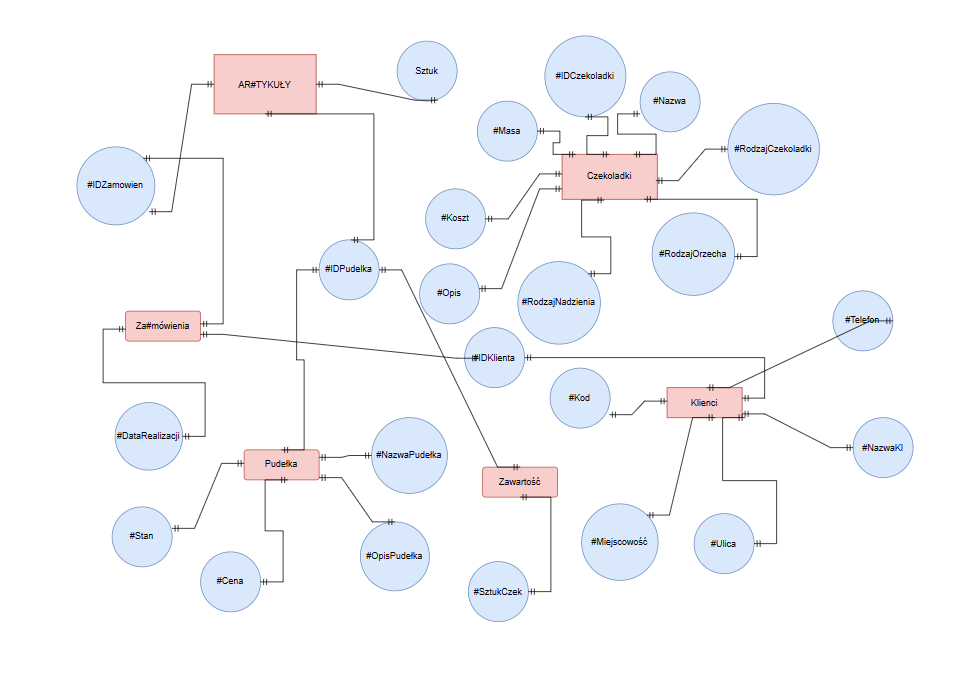 Sztuk
#IDCzekoladki
AR#TYKUŁY
#Nazwa
#Masa
#RodzajCzekoladki
Czekoladki
#IDZamowien
#Koszt
#RodzajOrzecha
#IDPudelka
#Opis
#RodzajNadzienia
#Telefon
Za#mówienia
#IDKlienta
#Kod
Klienci
#DataRealizacji
#NazwaKl
#NazwaPudełka
Pudełka
Zawartość
#Stan
#Miejscowość
#Ulica
#OpisPudełka
#Cena
#SztukCzek